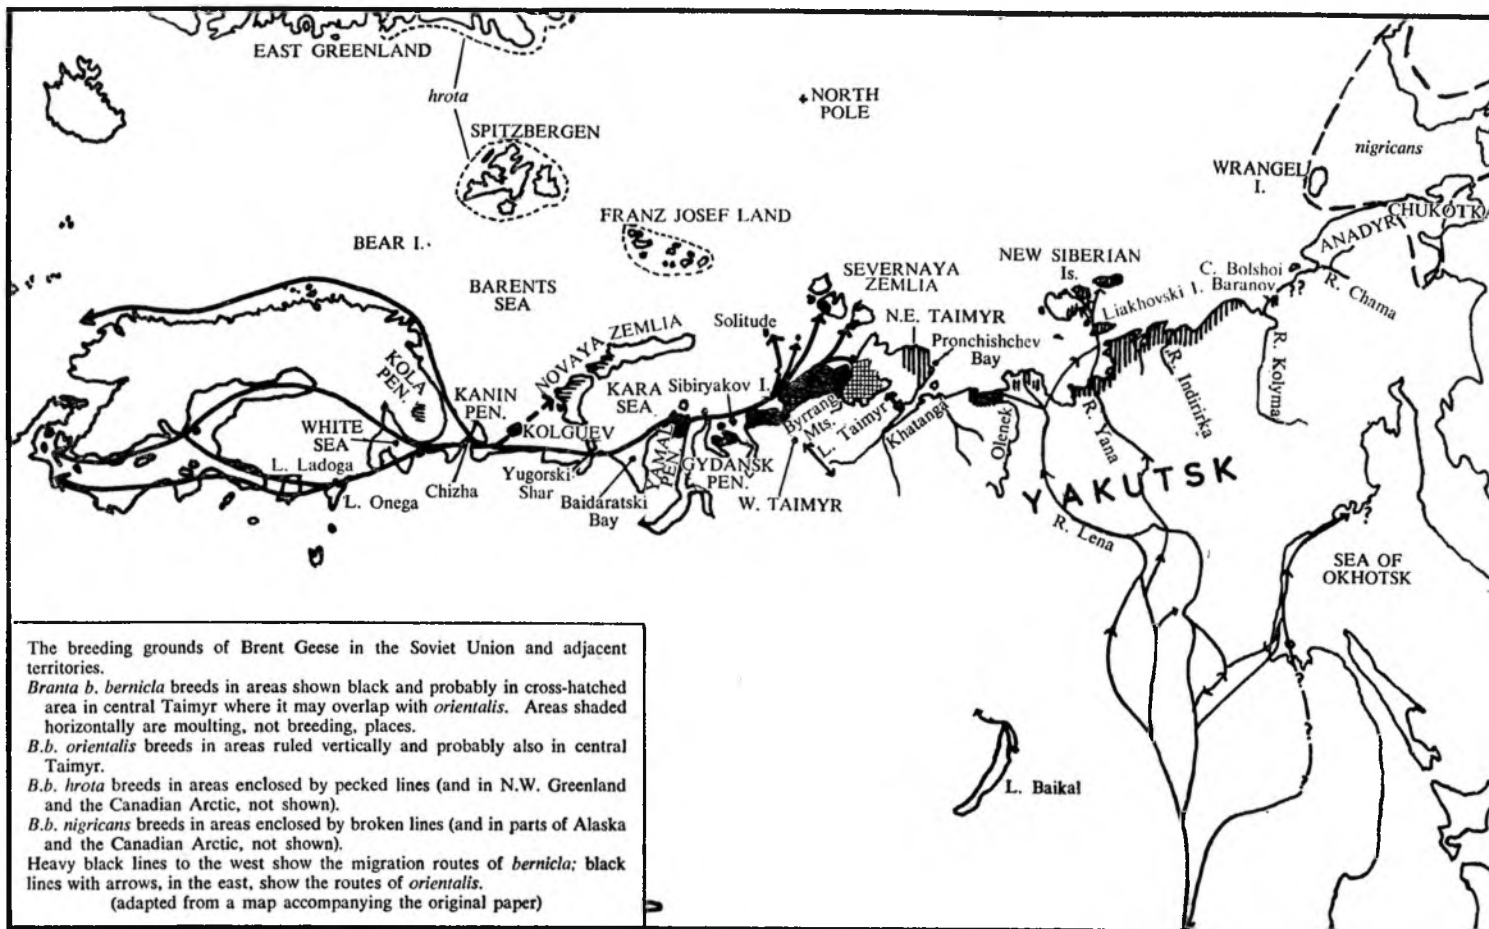 EAST GREENLAND
hrota
NORTH
POLE
SPITZBERGEN
nigricans
WRANGEL
I.
FRANZ JOSEF LAND
CHUKOTKA
ANADYR
BEAR I.
BARENTS
SEA
SEVERNAYA
ZEMLIA
NEW SIBERIAN
Is.
C. Bolshoi
Baranov
Liakhovski I.
R. Chama
??
Solitude
N.E. TAIMYR
Pronchishchev
Bay
NOVAYA ZEMLIA
KOLA
PEN.
KANIN
PEN.
KARA
SEA
Sibiryakov I.
R. Kolyma
R. Indirirka
R. Yana
Olenek
Khatanga
L. Taimyr
Byrranga
Mts.
WHITE
SEA
KOLGUEV
L. Ladoga
L. Onega
Chizha
Yugorski
Shar
Baidaratski
Bay
YAMAL
PEN.
GYDANSK
PEN.
W. TAIMYR
YAKUTSK
R. Lena
?
SEA OF
OKHOTSK
?
?
?
L. Baikal
The breeding grounds of Brent Geese in the Soviet Union and adjacent
territories.
Branta b. bernicla breeds in areas shown black and probably in cross-hatched
area in central Taimyr where it may overlap with orientalis. Areas shaded
horizontally are moulting, not breeding, places.
B.b. orientalis breeds in areas ruled vertically and probably also in central
Taimyr.
B.b. hrota breeds in areas enclosed by pecked lines (and in N.W. Greenland
and the Canadian Arctic, not shown).
B.b. nigricans breeds in areas enclosed by broken lines (and in parts of Alaska
and the Canadian Arctic, not shown).
Heavy black lines to the west show the migration routes of bernicla; black
lines with arrows, in the east, show the routes of orientalis.
(adapted from a map accompanying the original paper)